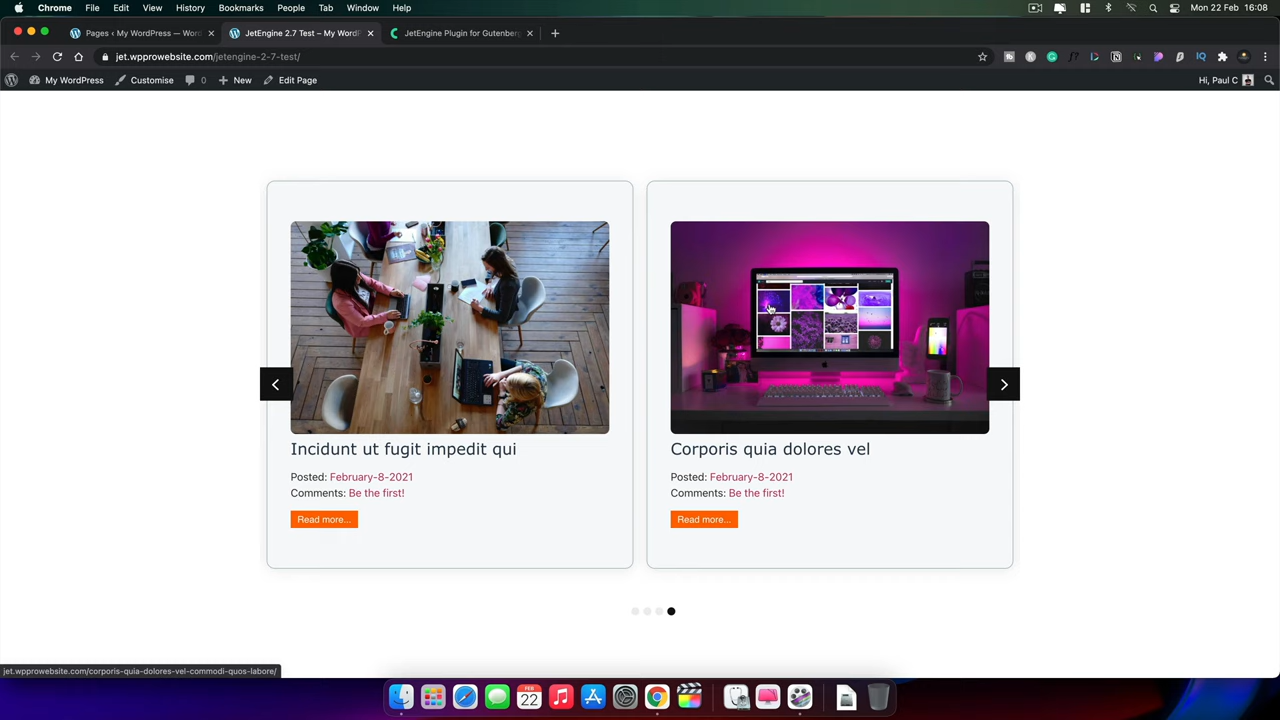 Chrome File Edit View History Bookmarks People Tab Window Help Mon 22 Feb 16:08
Pages ‹ My WordPress — Word JetEngine 2.7 Test – My WordP JetEngine Plugin for Gutenberg
jet.wpprowebsite.com/jetengine-2-7-test/
My WordPress Customise 0 New Edit Page Hi, Paul C
Incidunt ut fugit impedit qui
Posted: February-8-2021
Comments: Be the first!
Read more...
Corporis quia dolores vel
Posted: February-8-2021
Comments: Be the first!
Read more...
jet.wpprowebsite.com/corporis-quia-dolores-vel-commodi-quos-labore/
FEB
22